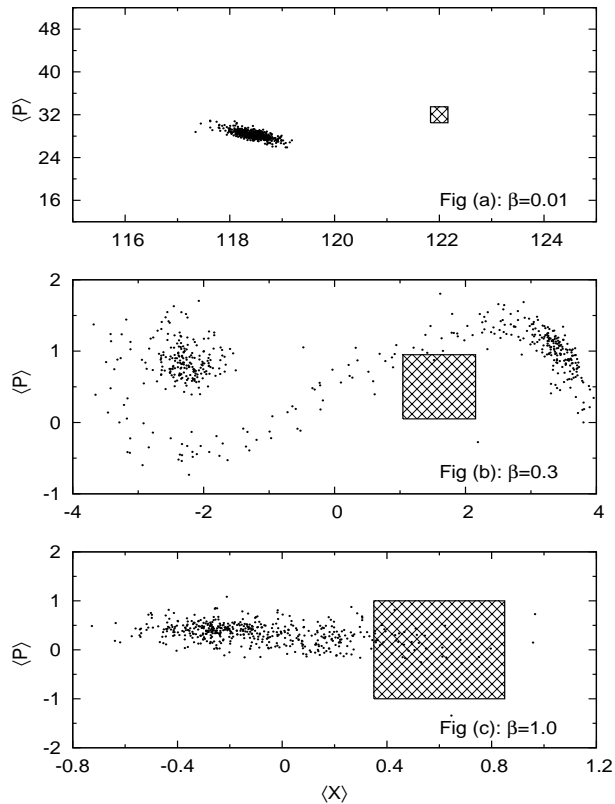 48
40
32
24
16
⟨P⟩
Fig (a): β=0.01
116 118 120 122 124
2
1
0
-1
⟨P⟩
Fig (b): β=0.3
-4 -2 0 2 4
2
1
0
-1
-2
⟨P⟩
Fig (c): β=1.0
-0.8 -0.4 0 0.4 0.8 1.2
⟨X⟩